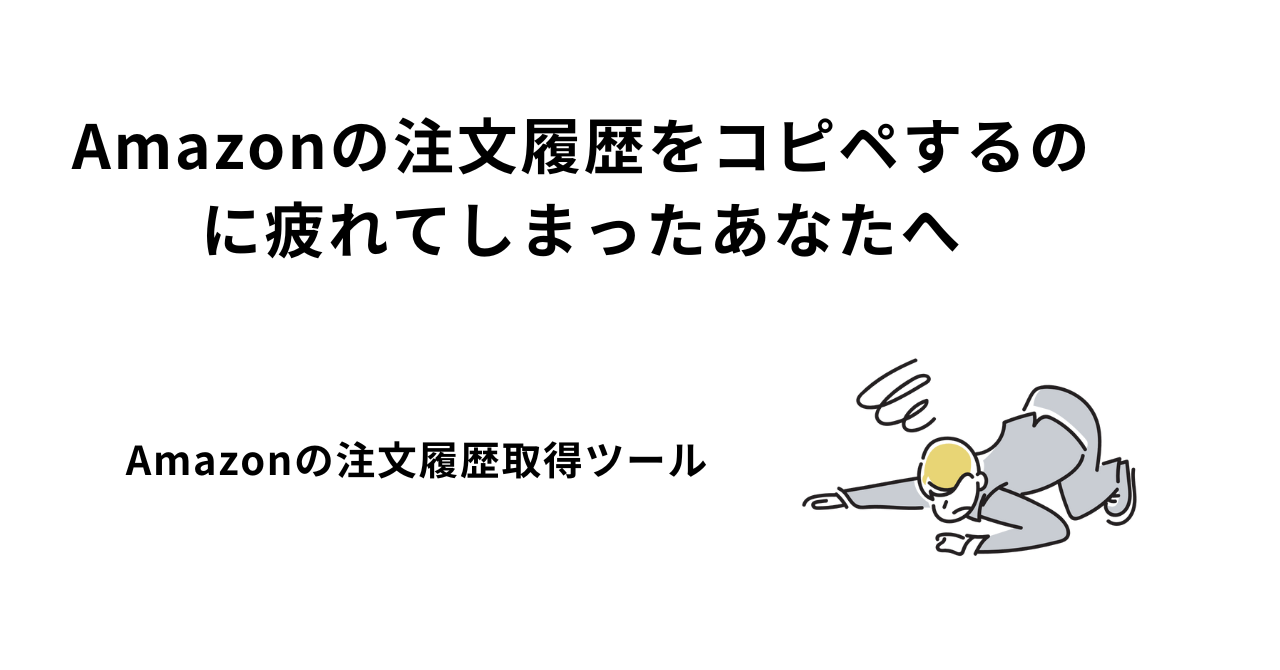 Amazonの注文履歴をコピペするの
に疲れてしまったあなたへ
Amazonの注文履歴取得ツール